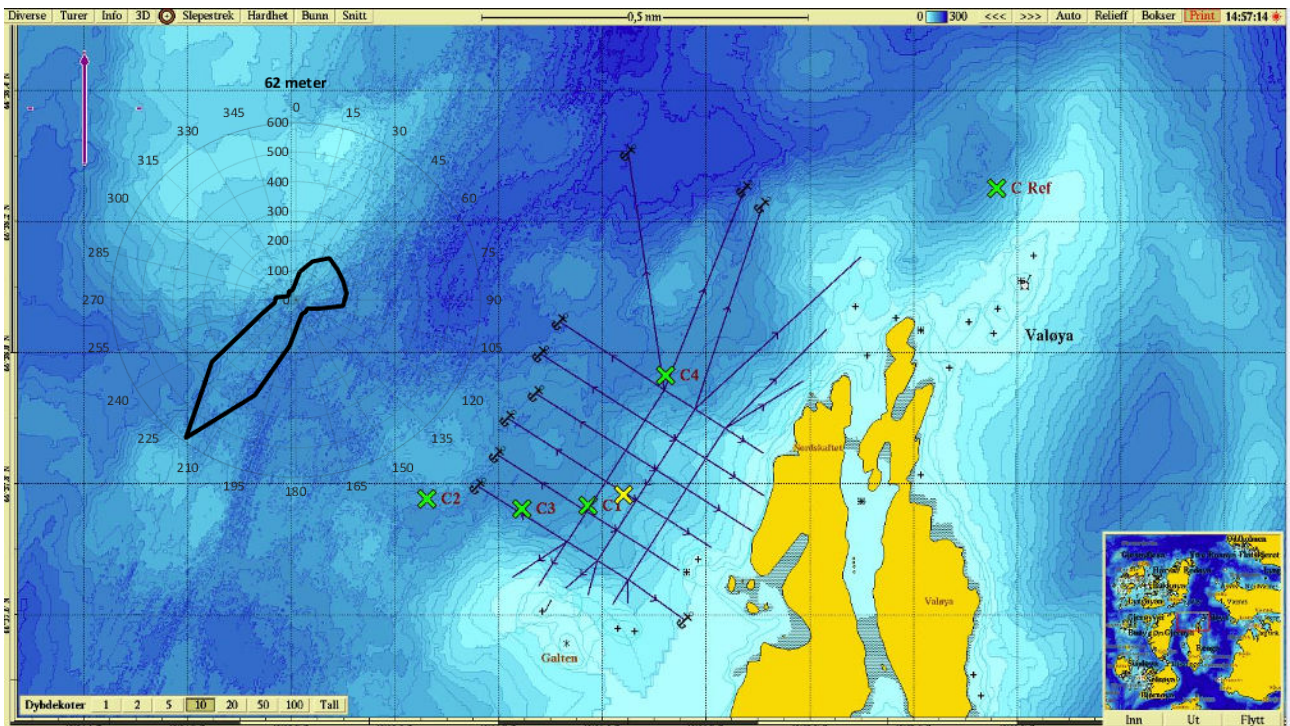 Diverse Turer Info 3D Slepestrek Hardhet Bunn Snitt 0,5 nm 0 300 <<< >>> Auto Relieff Bokser Print 14:57:14
62 meter
0
345 15
600
330 30
500
315 45
400
300 60
300
200
285 75
100
270 90
0
255 105
240 120
225 135
210 150
195 165
180
C Ref
Valøya
C4
Nordskaftet
C2
C3
C1
Valøya
Galten
Dybdekoter 1 2 5 10 20 50 100 Tall
Inn Ut Flytt